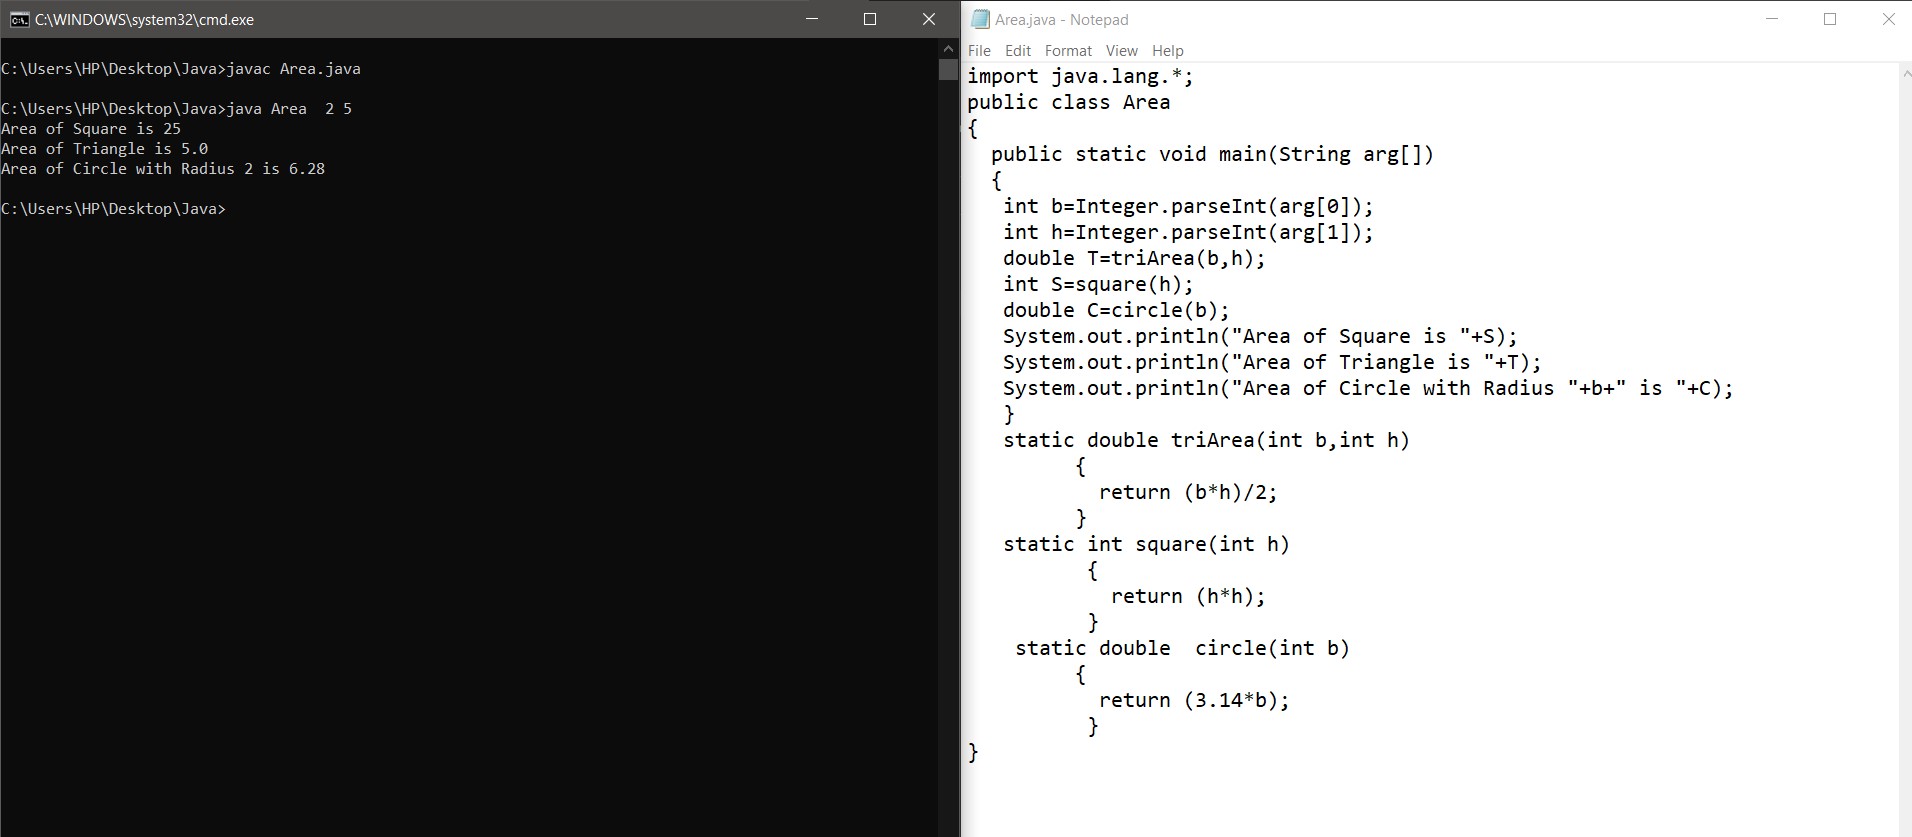 C:\WINDOWS\system32\cmd.exe
C:\Users\HP\Desktop\Java>javac Area.java
C:\Users\HP\Desktop\Java>java Area  2 5
Area of Square is 25
Area of Triangle is 5.0
Area of Circle with Radius 2 is 6.28
C:\Users\HP\Desktop\Java>
Area.java - Notepad
File Edit Format View Help
import java.lang.*;
public class Area
{
  public static void main(String arg[])
  {
   int b=Integer.parseInt(arg[0]);
   int h=Integer.parseInt(arg[1]);
   double T=triArea(b,h);
   int S=square(h);
   double C=circle(b);
   System.out.println("Area of Square is "+S);
   System.out.println("Area of Triangle is "+T);
   System.out.println("Area of Circle with Radius "+b+" is "+C);
   }
   static double triArea(int b,int h)
         {
           return (b*h)/2;
         }
   static int square(int h)
          {
            return (h*h);
          }
    static double  circle(int b)
         {
           return (3.14*b);
          }
}